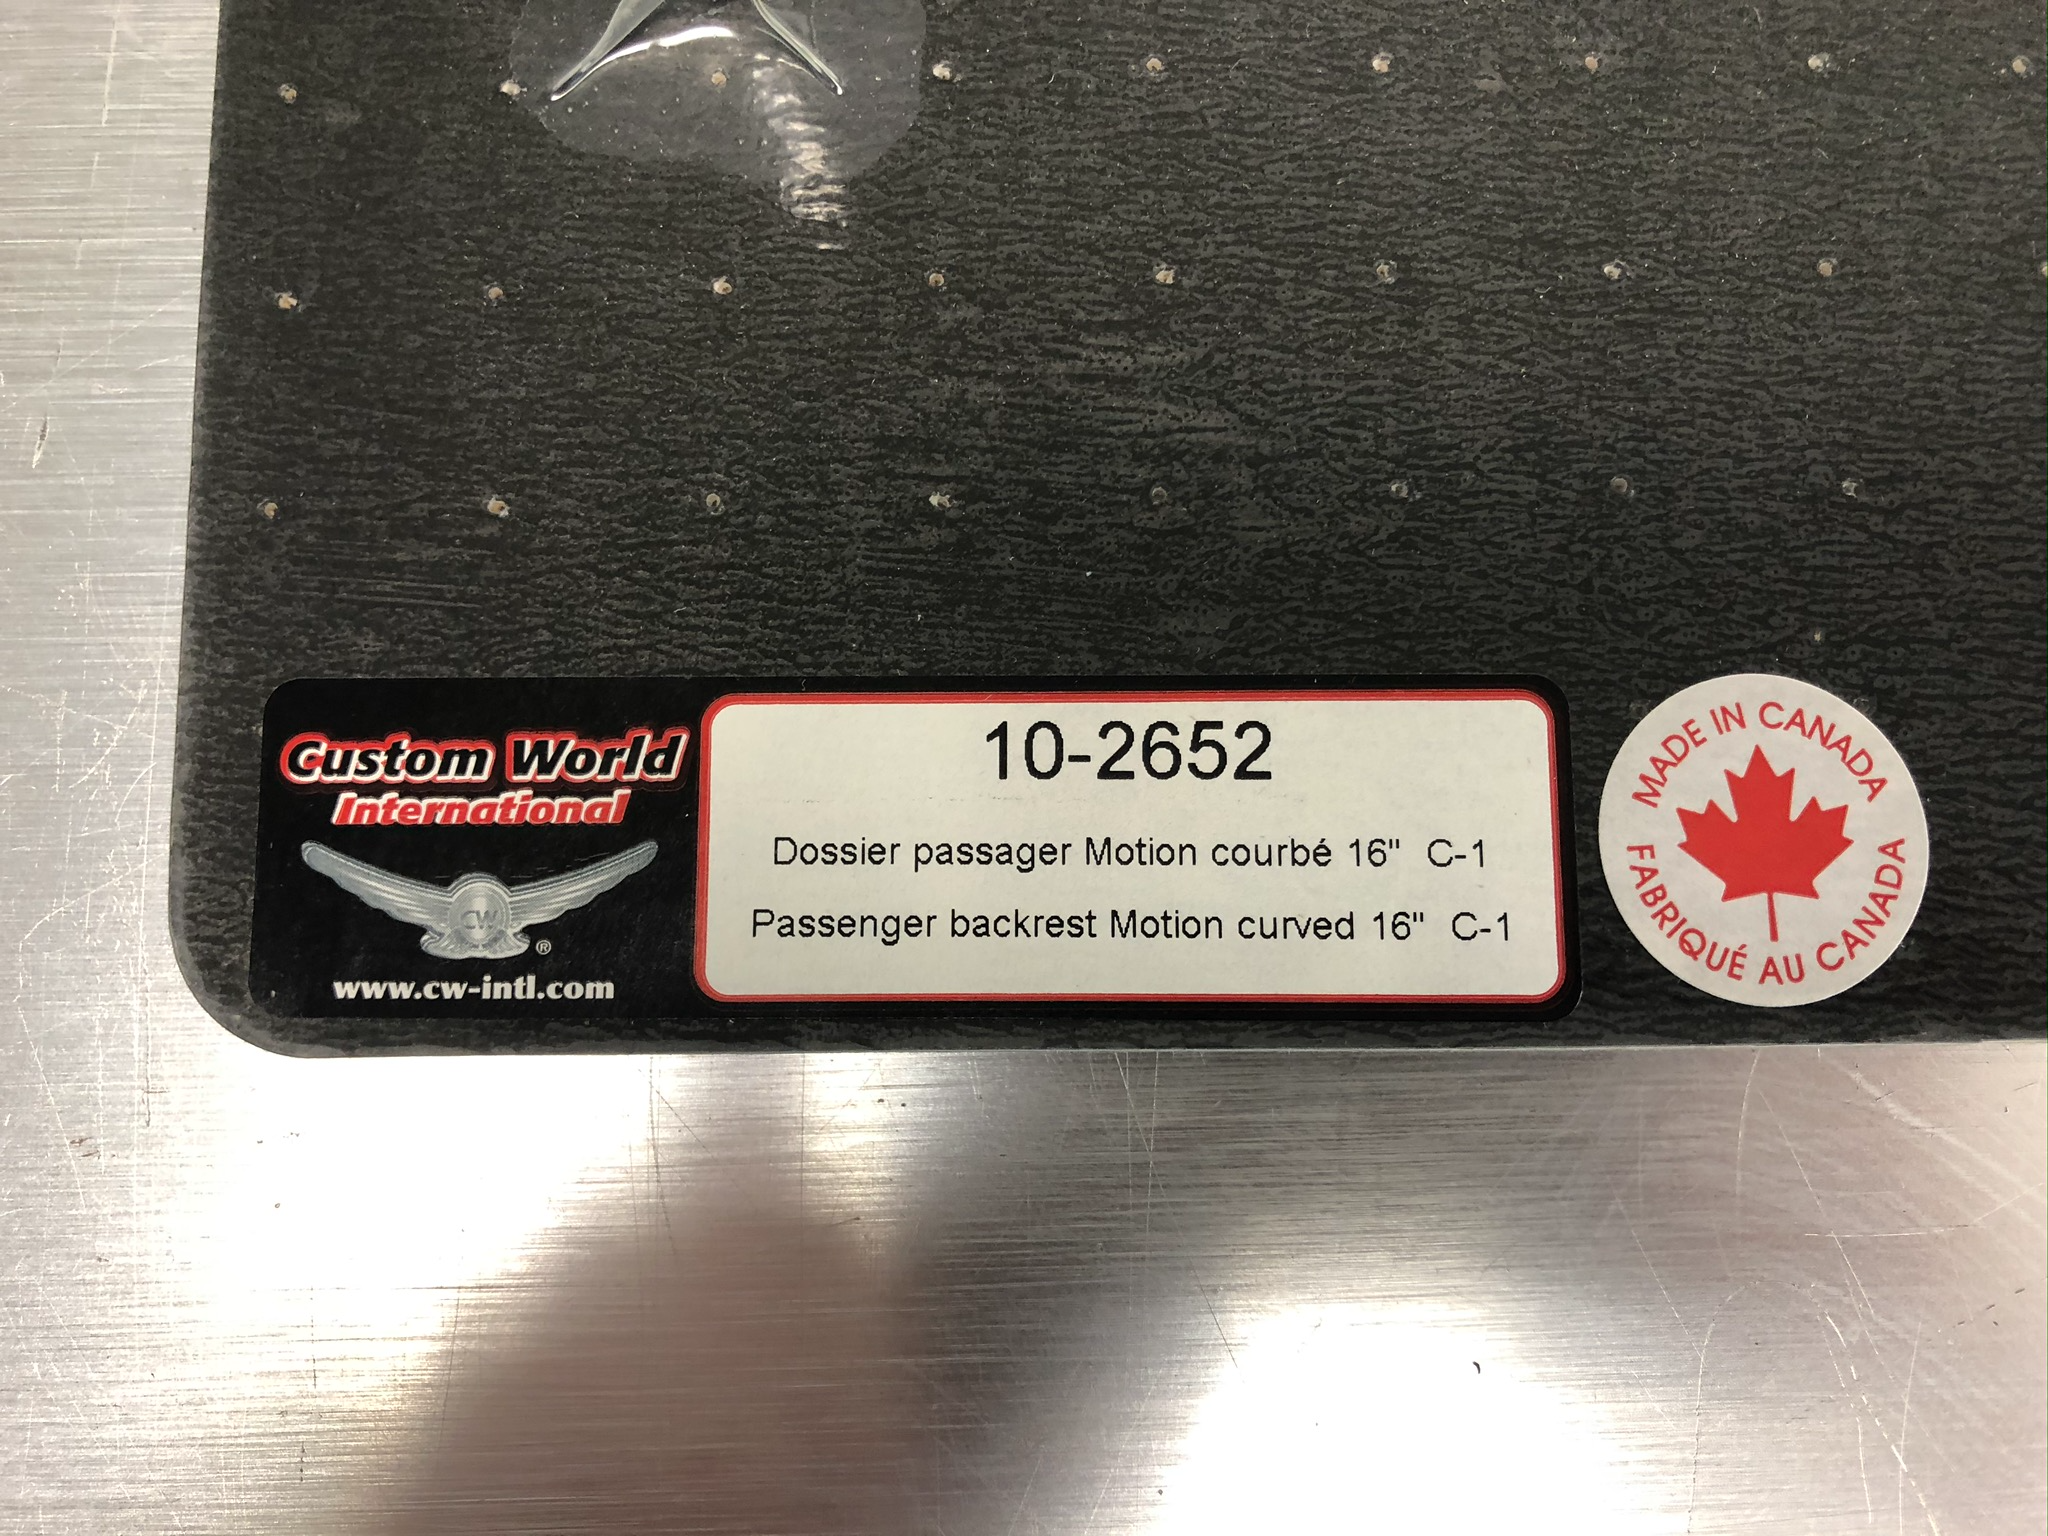 Custom World
International
CW
®
www.cw-intl.com
10-2652
Dossier passager Motion courbé 16" C-1
Passenger backrest Motion curved 16" C-1
MADE IN CANADA
FABRIQUÉ AU CANADA